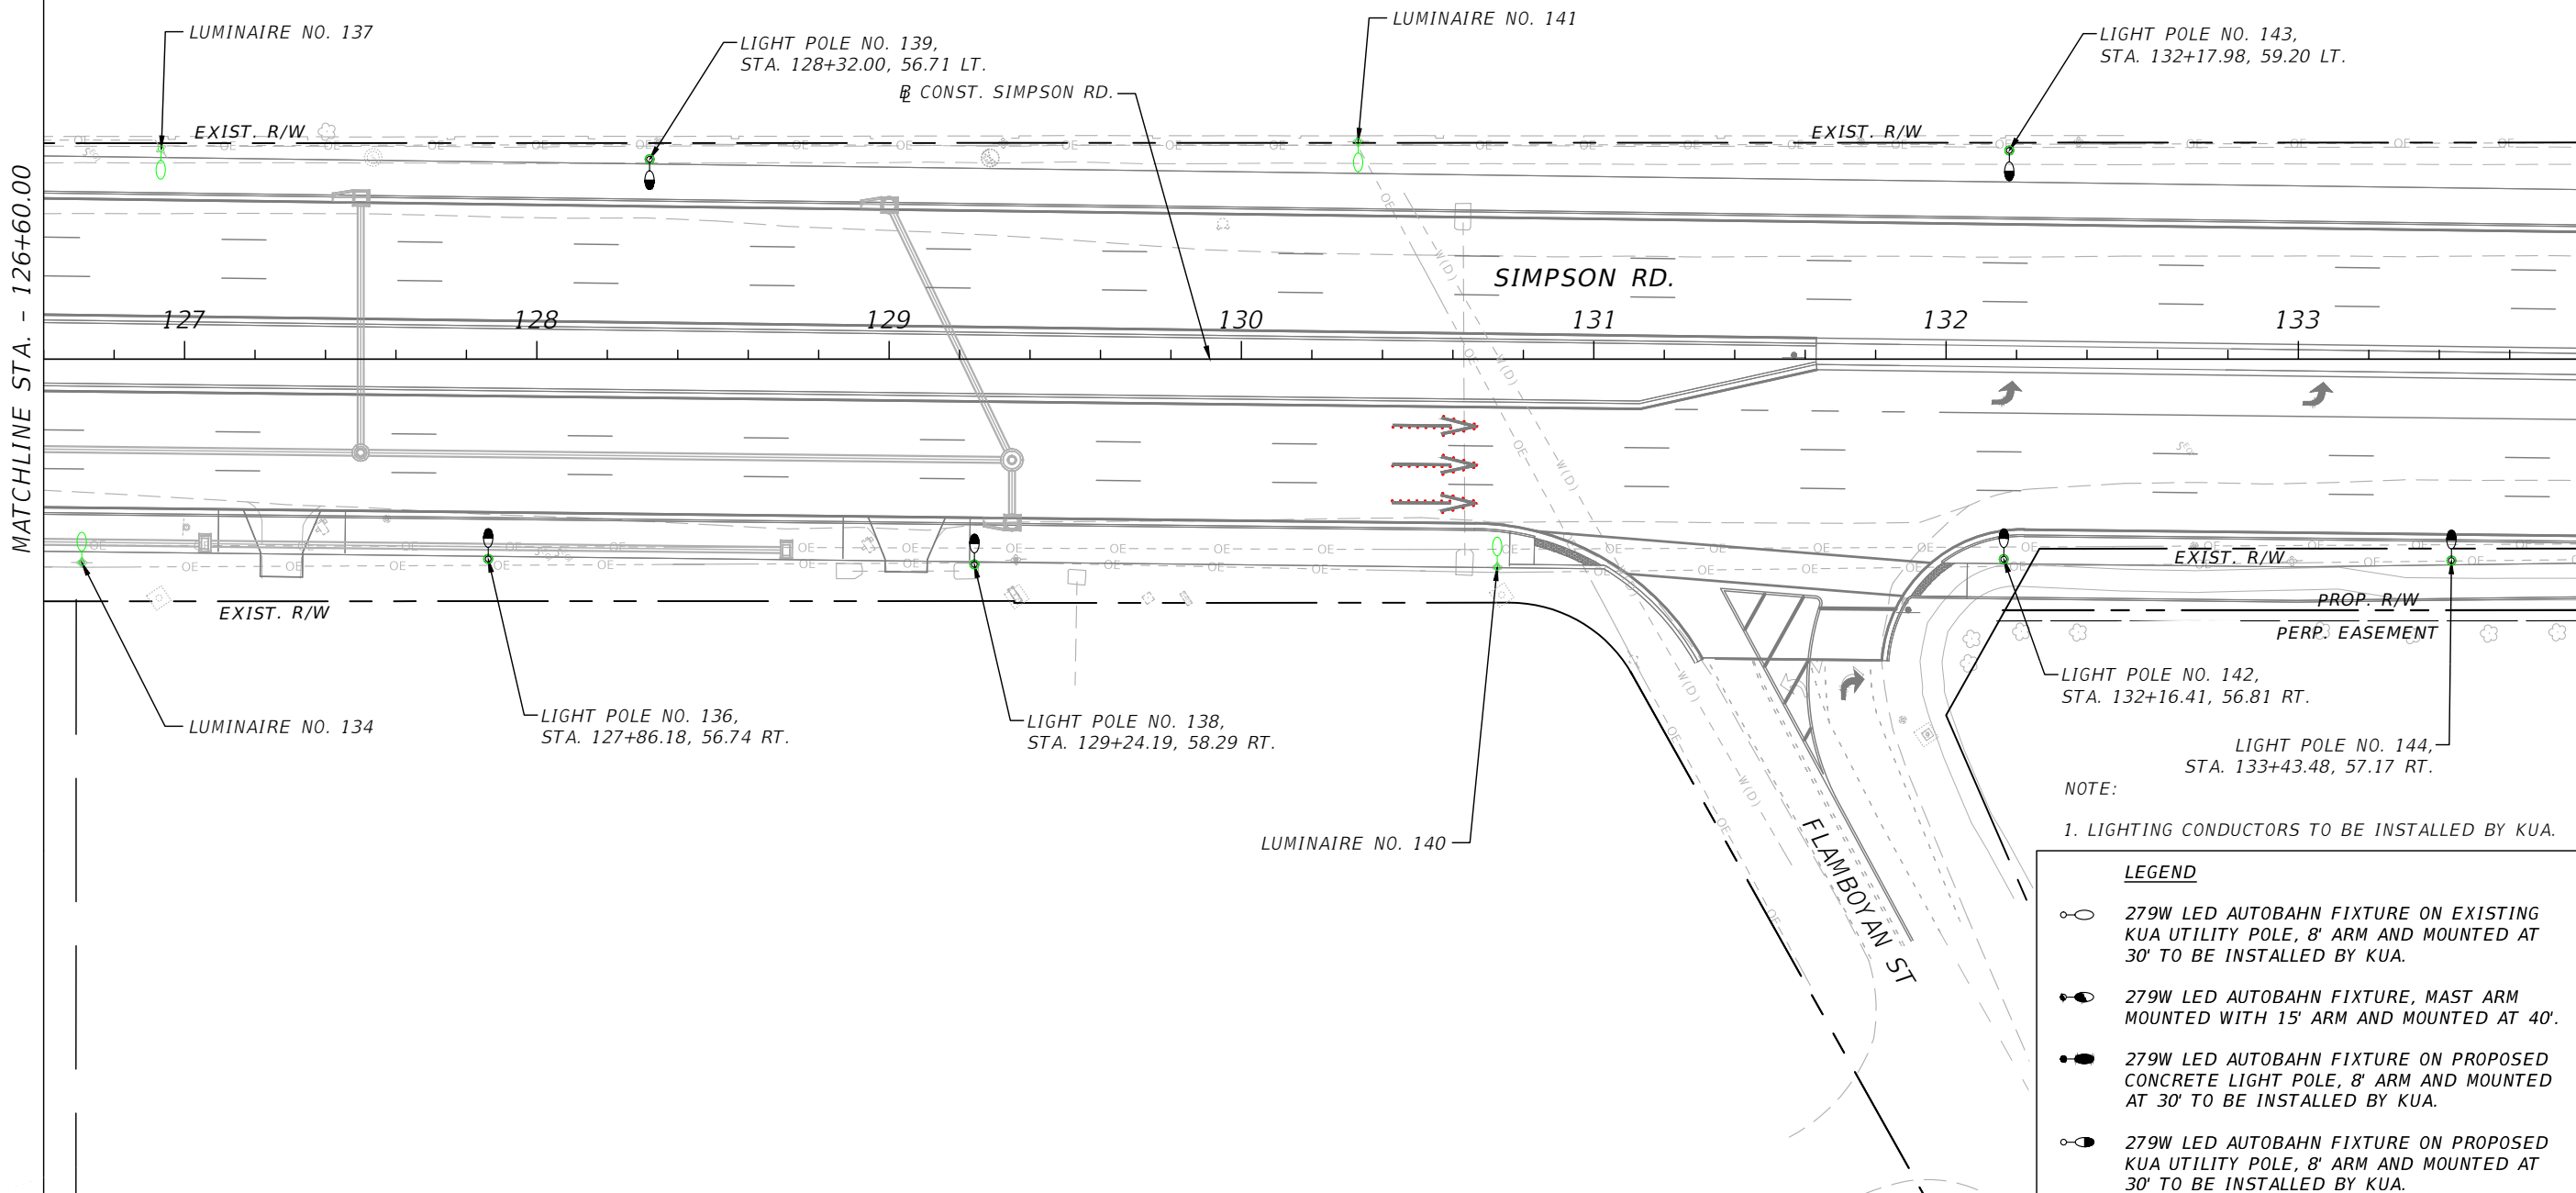 LUMINAIRE NO. 137
LIGHT POLE NO. 139,
STA. 128+32.00, 56.71 LT.
℄ CONST. SIMPSON RD.
LUMINAIRE NO. 141
LIGHT POLE NO. 143,
STA. 132+17.98, 59.20 LT.
EXIST. R/W
EXIST. R/W
MATCHLINE STA. - 126+60.00
SIMPSON RD.
127
128
129
130
131
132
133
W(D)
W(D)
W(D)
W(D)
W(D)
OE
OE
OE
OE
EXIST. R/W
EXIST. R/W
PROP. R/W
PERP. EASEMENT
LUMINAIRE NO. 134
LIGHT POLE NO. 136,
STA. 127+86.18, 56.74 RT.
LIGHT POLE NO. 138,
STA. 129+24.19, 58.29 RT.
LUMINAIRE NO. 140
LIGHT POLE NO. 142,
STA. 132+16.41, 56.81 RT.
LIGHT POLE NO. 144,
STA. 133+43.48, 57.17 RT.
FLAMBOYAN ST
NOTE:
1. LIGHTING CONDUCTORS TO BE INSTALLED BY KUA.
LEGEND
279W LED AUTOBAHN FIXTURE ON EXISTING
KUA UTILITY POLE, 8' ARM AND MOUNTED AT
30' TO BE INSTALLED BY KUA.
279W LED AUTOBAHN FIXTURE, MAST ARM
MOUNTED WITH 15' ARM AND MOUNTED AT 40'.
279W LED AUTOBAHN FIXTURE ON PROPOSED
CONCRETE LIGHT POLE, 8' ARM AND MOUNTED
AT 30' TO BE INSTALLED BY KUA.
279W LED AUTOBAHN FIXTURE ON PROPOSED
KUA UTILITY POLE, 8' ARM AND MOUNTED AT
30' TO BE INSTALLED BY KUA.